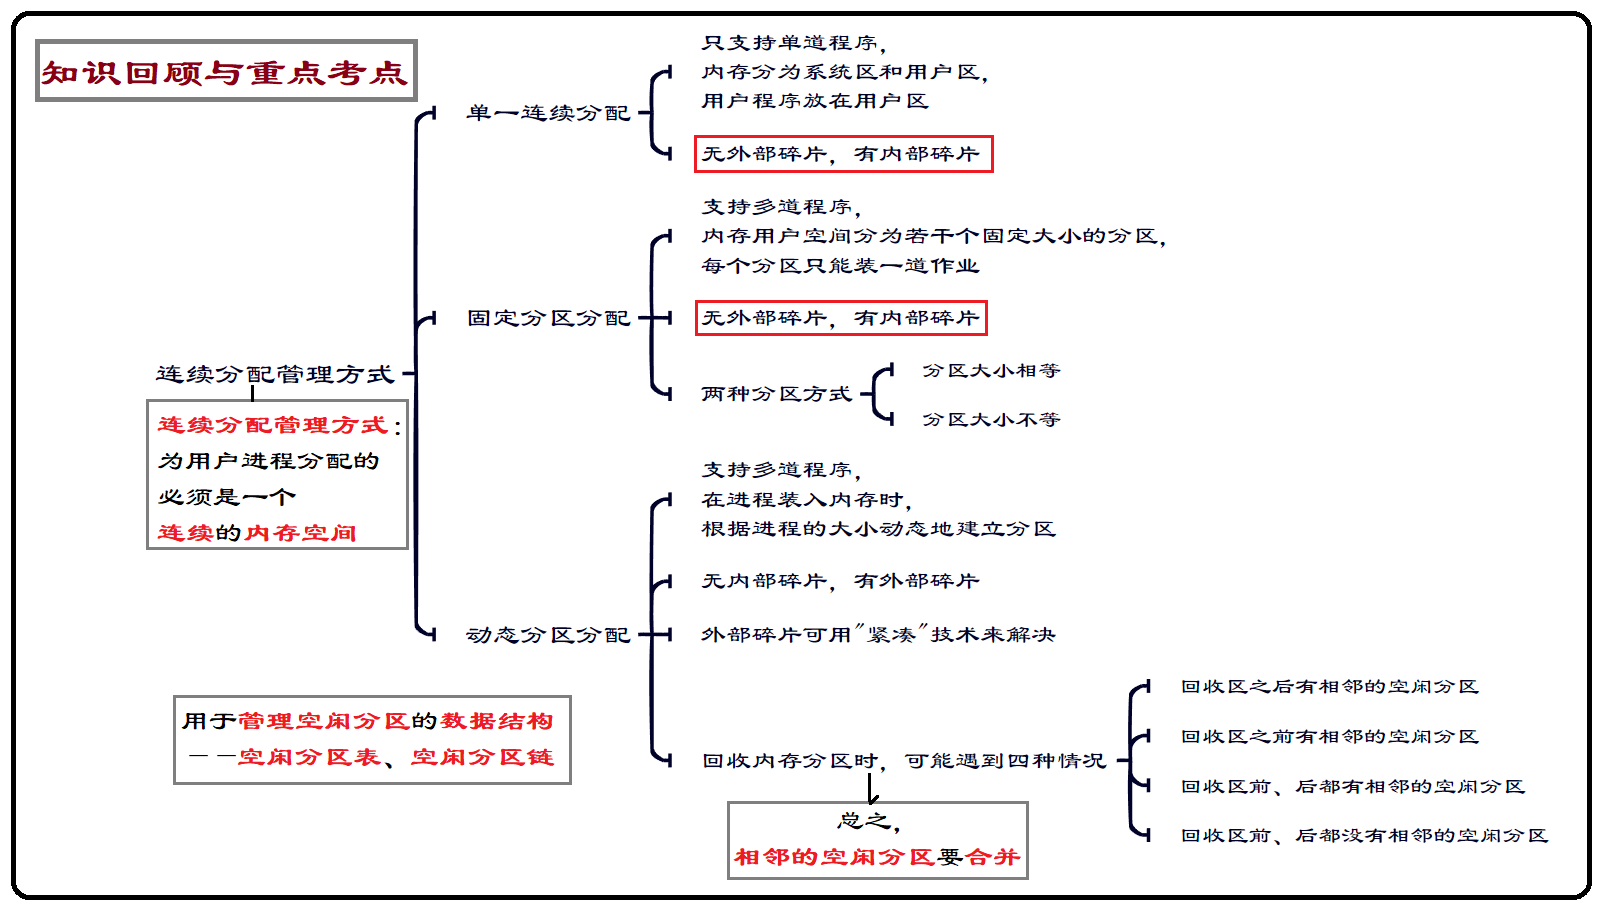 知识回顾与重点考点
只支持单道程序，
内存分为系统区和用户区，
用户程序放在用户区
单一连续分配
无外部碎片，有内部碎片
支持多道程序，
内存用户空间分为若干个固定大小的分区，
每个分区只能装一道作业
固定分区分配
无外部碎片，有内部碎片
两种分区方式
分区大小相等
分区大小不等
连续分配管理方式
连续分配管理方式：
为用户进程分配的
必须是一个
连续的内存空间
支持多道程序，
在进程装入内存时，
根据进程的大小动态地建立分区
无内部碎片，有外部碎片
动态分区分配
外部碎片可用"紧凑"技术来解决
用于管理空闲分区的数据结构
——空闲分区表、空闲分区链
回收内存分区时，可能遇到四种情况
回收区之后有相邻的空闲分区
回收区之前有相邻的空闲分区
回收区前、后都有相邻的空闲分区
回收区前、后都没有相邻的空闲分区
总之，
相邻的空闲分区要合并